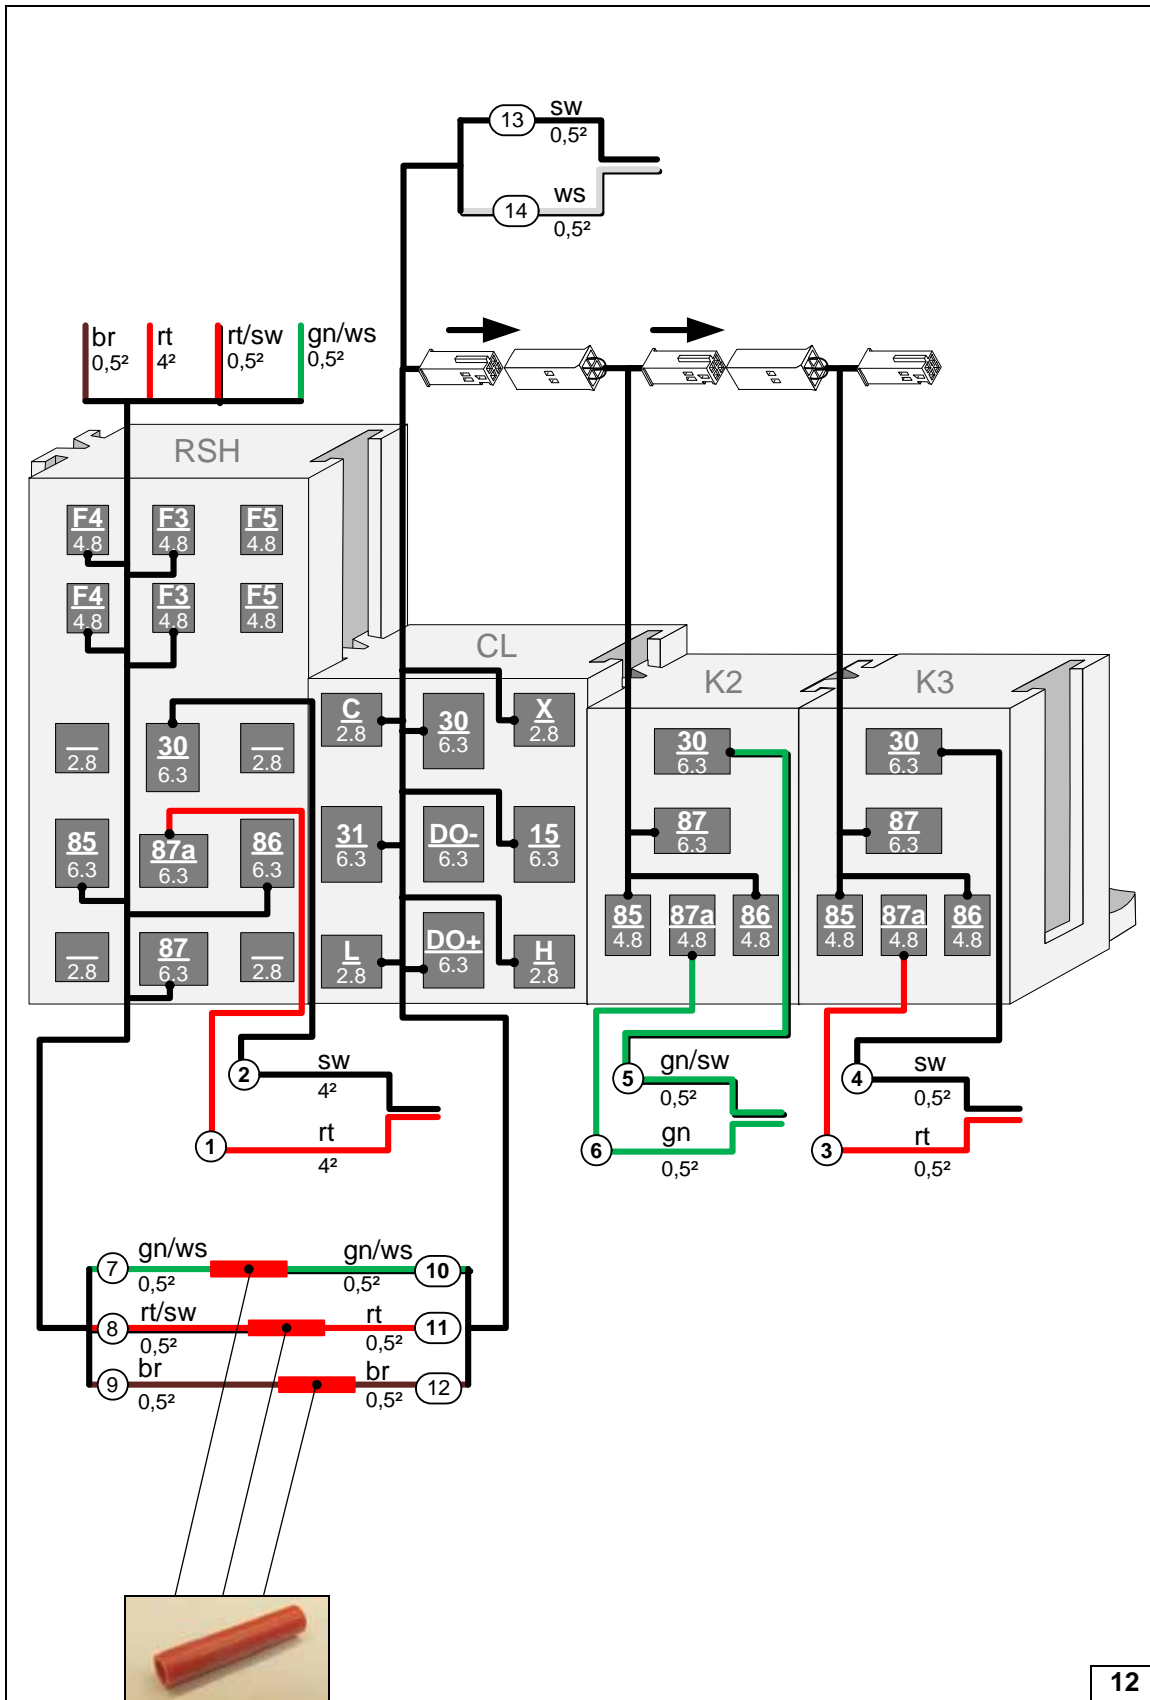 13 sw
0,5²
14 ws
0,5²
br rt rt/sw gn/ws
0,5² 4² 0,5² 0,5²
RSH
F4 F3 F5
4.8 4.8 4.8
F4 F3 F5
4.8 4.8 4.8
CL
K2 K3
C 30 X
2.8 6.3 2.8
30
2.8 6.3 2.8
30 30
6.3 6.3
31 DO- 15
6.3 6.3 6.3
85 87a 86
6.3 6.3 6.3
87 87
6.3 6.3
85 87a 86 85 87a 86
4.8 4.8 4.8 4.8 4.8 4.8
87
2.8 6.3 2.8
L DO+ H
2.8 6.3 2.8
2 sw
4²
1 rt
4²
5 gn/sw
0,5²
6 gn
0,5²
4 sw
0,5²
3 rt
0,5²
7 gn/ws gn/ws 10
0,5² 0,5²
8 rt/sw rt 11
0,5² 0,5²
9 br br 12
0,5² 0,5²
12